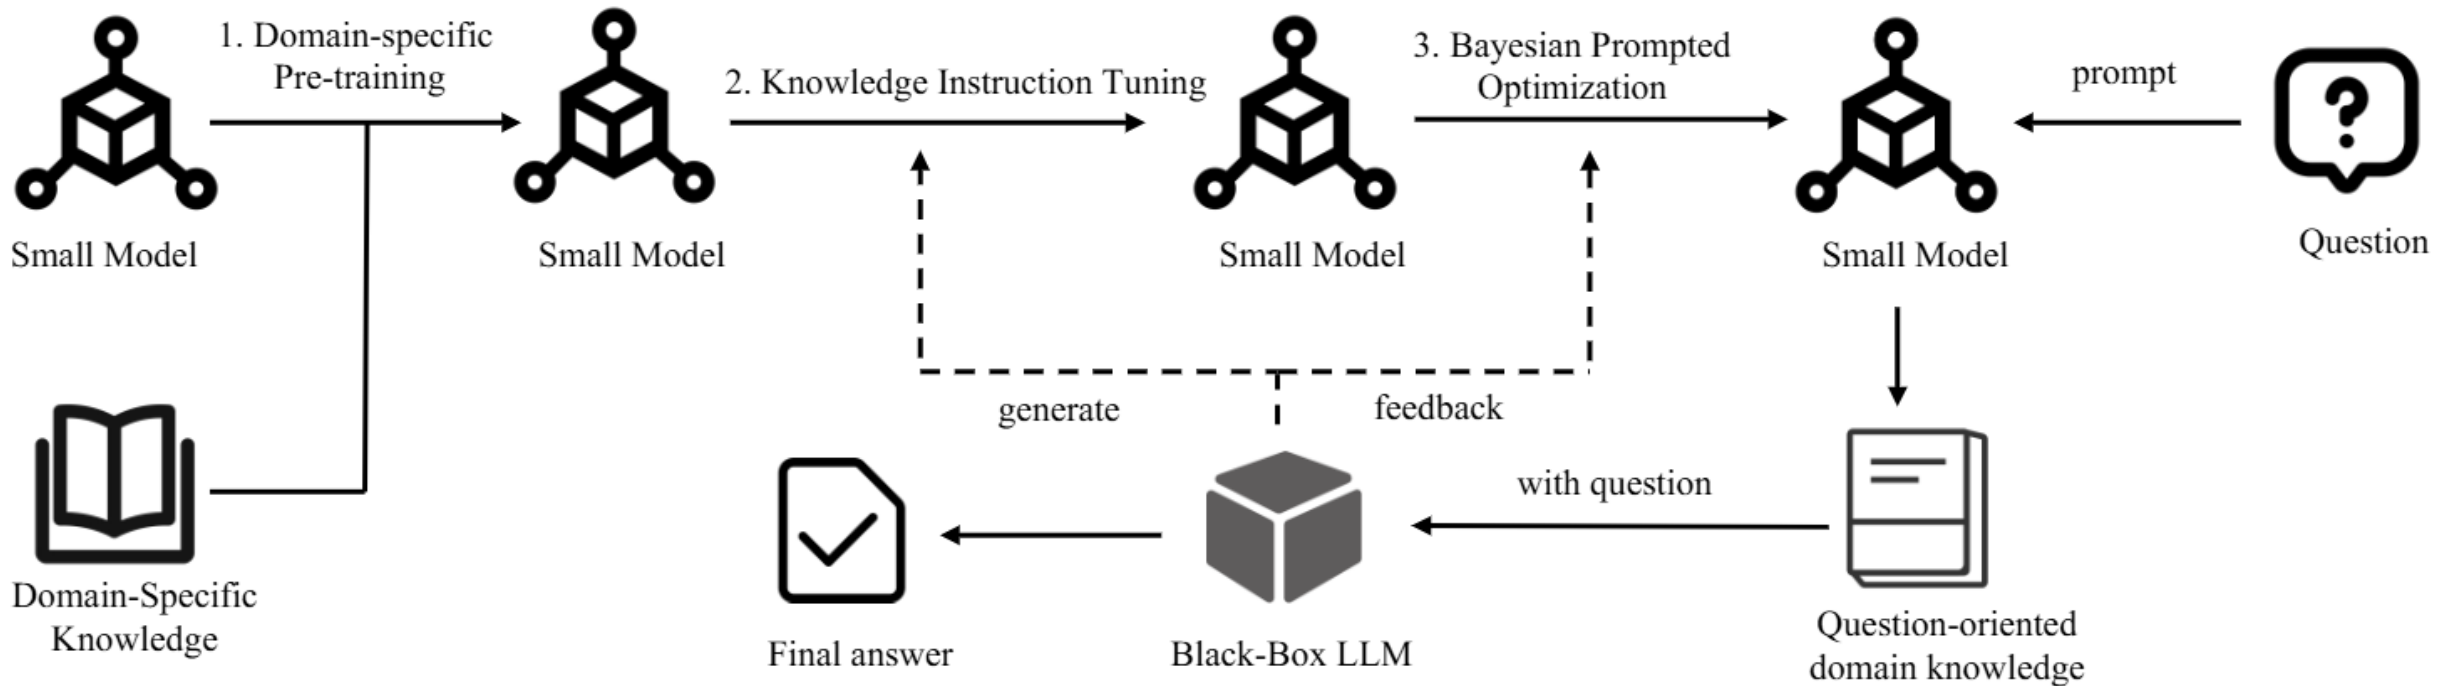 1. Domain-specific
Pre-training
2. Knowledge Instruction Tuning
3. Bayesian Prompted
Optimization
prompt
Small Model
Small Model
Small Model
Small Model
Question
generate
feedback
with question
Domain-Specific
Knowledge
Final answer
Black-Box LLM
Question-oriented
domain knowledge